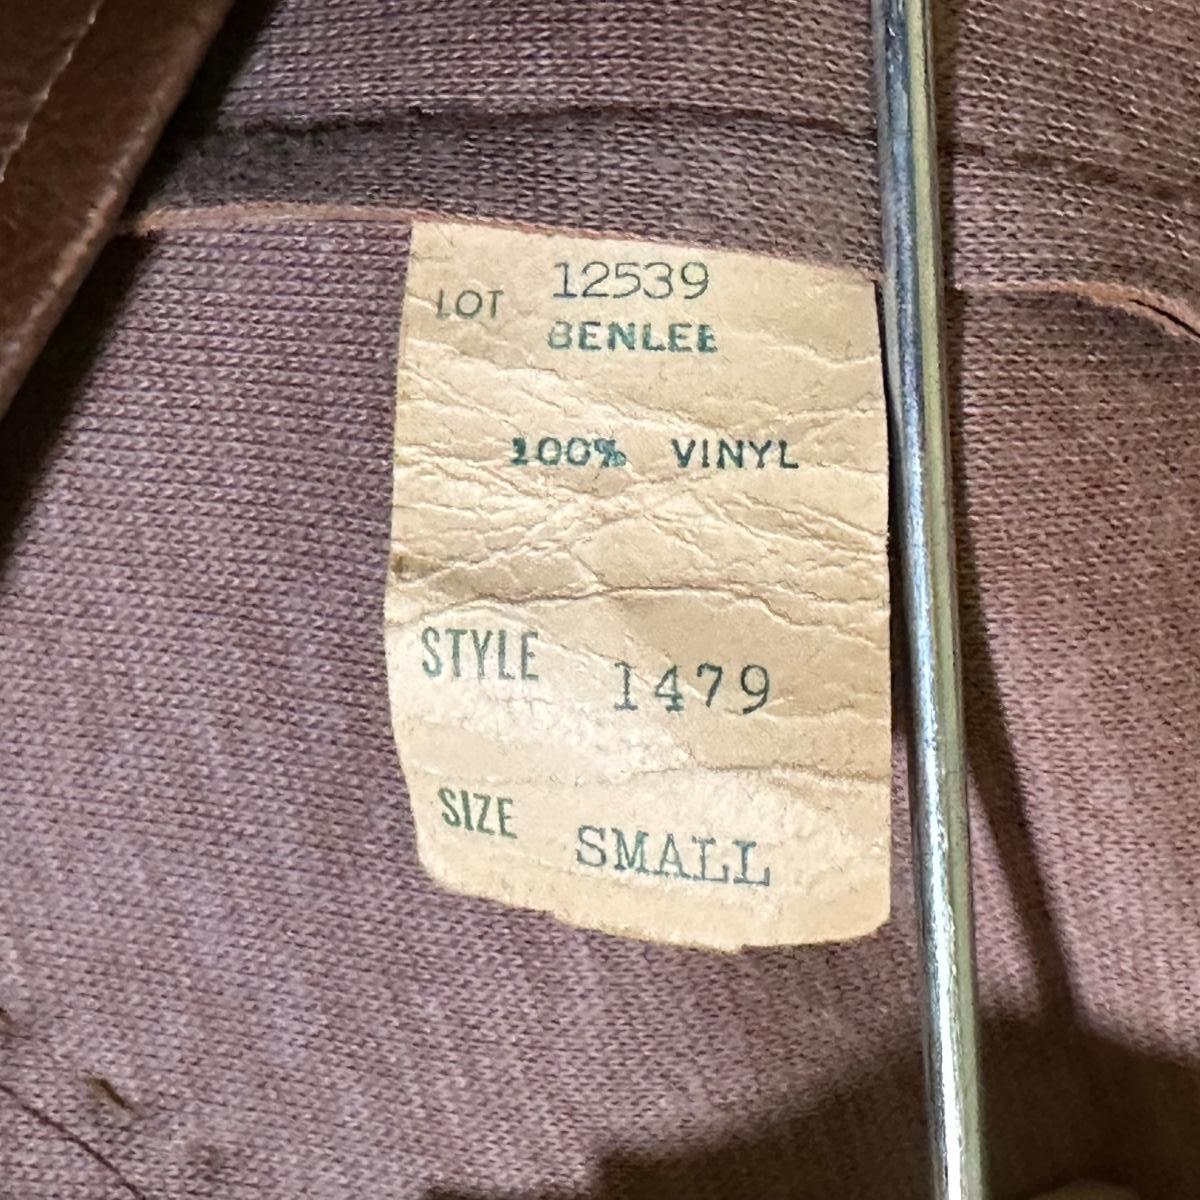 LOT 12539
BENLEE
100% VINYL
STYLE 1479
SIZE SMALL